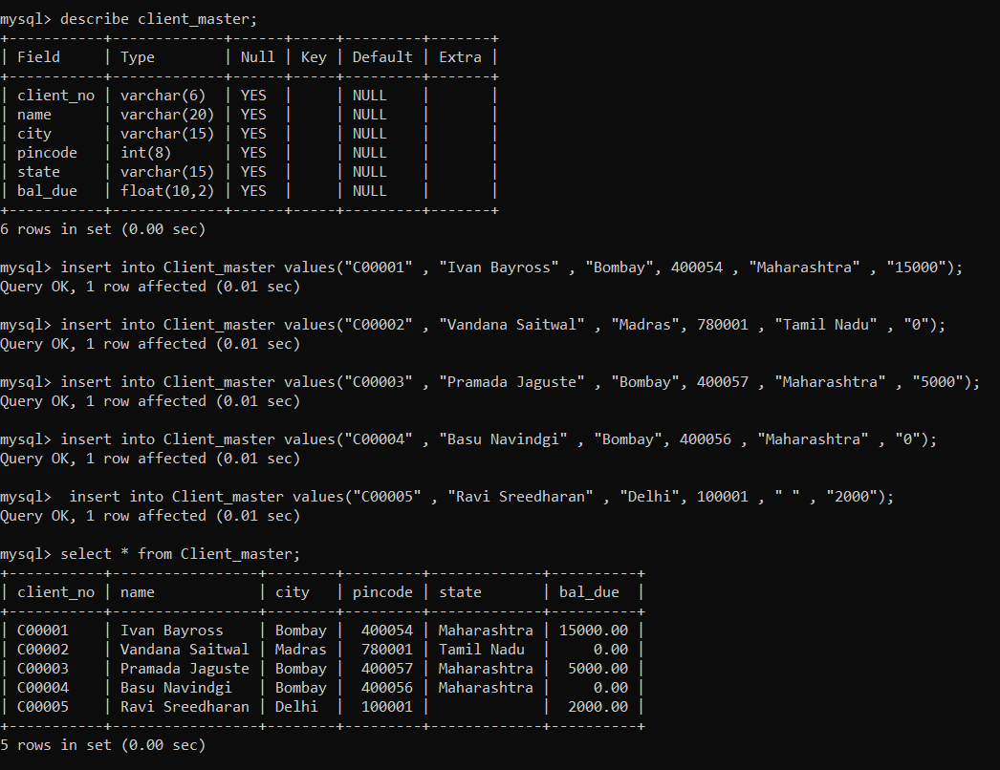 mysql> describe client_master;
+-----------+-------------+------+-----+---------+-------+
| Field     | Type        | Null | Key | Default | Extra |
+-----------+-------------+------+-----+---------+-------+
| client_no | varchar(6)  | YES  |     | NULL    |       |
| name      | varchar(20) | YES  |     | NULL    |       |
| city      | varchar(15) | YES  |     | NULL    |       |
| pincode   | int(8)      | YES  |     | NULL    |       |
| state     | varchar(15) | YES  |     | NULL    |       |
| bal_due   | float(10,2) | YES  |     | NULL    |       |
+-----------+-------------+------+-----+---------+-------+
6 rows in set (0.00 sec)

mysql> insert into Client_master values("C00001" , "Ivan Bayross" , "Bombay", 400054 , "Maharashtra" , "15000");
Query OK, 1 row affected (0.01 sec)

mysql> insert into Client_master values("C00002" , "Vandana Saitwal" , "Madras", 780001 , "Tamil Nadu" , "0");
Query OK, 1 row affected (0.01 sec)

mysql> insert into Client_master values("C00003" , "Pramada Jaguste" , "Bombay", 400057 , "Maharashtra" , "5000");
Query OK, 1 row affected (0.01 sec)

mysql> insert into Client_master values("C00004" , "Basu Navindgi" , "Bombay", 400056 , "Maharashtra" , "0");
Query OK, 1 row affected (0.01 sec)

mysql>  insert into Client_master values("C00005" , "Ravi Sreedharan" , "Delhi", 100001 , " " , "2000");
Query OK, 1 row affected (0.01 sec)

mysql> select * from Client_master;
+-----------+-----------------+--------+---------+-------------+----------+
| client_no | name            | city   | pincode | state       | bal_due  |
+-----------+-----------------+--------+---------+-------------+----------+
| C00001    | Ivan Bayross    | Bombay |  400054 | Maharashtra | 15000.00 |
| C00002    | Vandana Saitwal | Madras |  780001 | Tamil Nadu  |     0.00 |
| C00003    | Pramada Jaguste | Bombay |  400057 | Maharashtra |  5000.00 |
| C00004    | Basu Navindgi   | Bombay |  400056 | Maharashtra |     0.00 |
| C00005    | Ravi Sreedharan | Delhi  |  100001 |             |  2000.00 |
+-----------+-----------------+--------+---------+-------------+----------+
5 rows in set (0.00 sec)